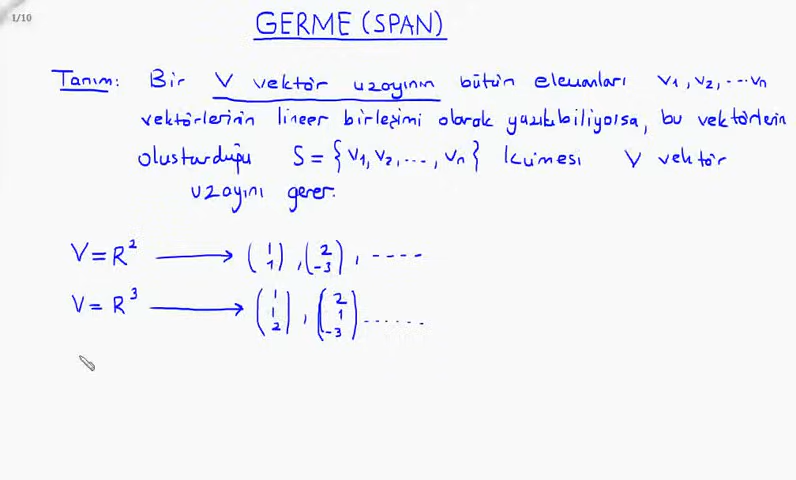 1/10
GERME (SPAN)
Tanım: Bir V vektör uzayının bütün elemanları v₁, v₂, ... vₙ
vektörlerinin lineer birleşimi olarak yazılabiliyorsa, bu vektörlerin
oluşturduğu S = {v₁, v₂, ..., vₙ} kümesi V vektör
uzayını gerer.
V = R² ⟶ (1 1), (2 -3), ....
V = R³ ⟶ (1 1 2), (2 1 -3) ......